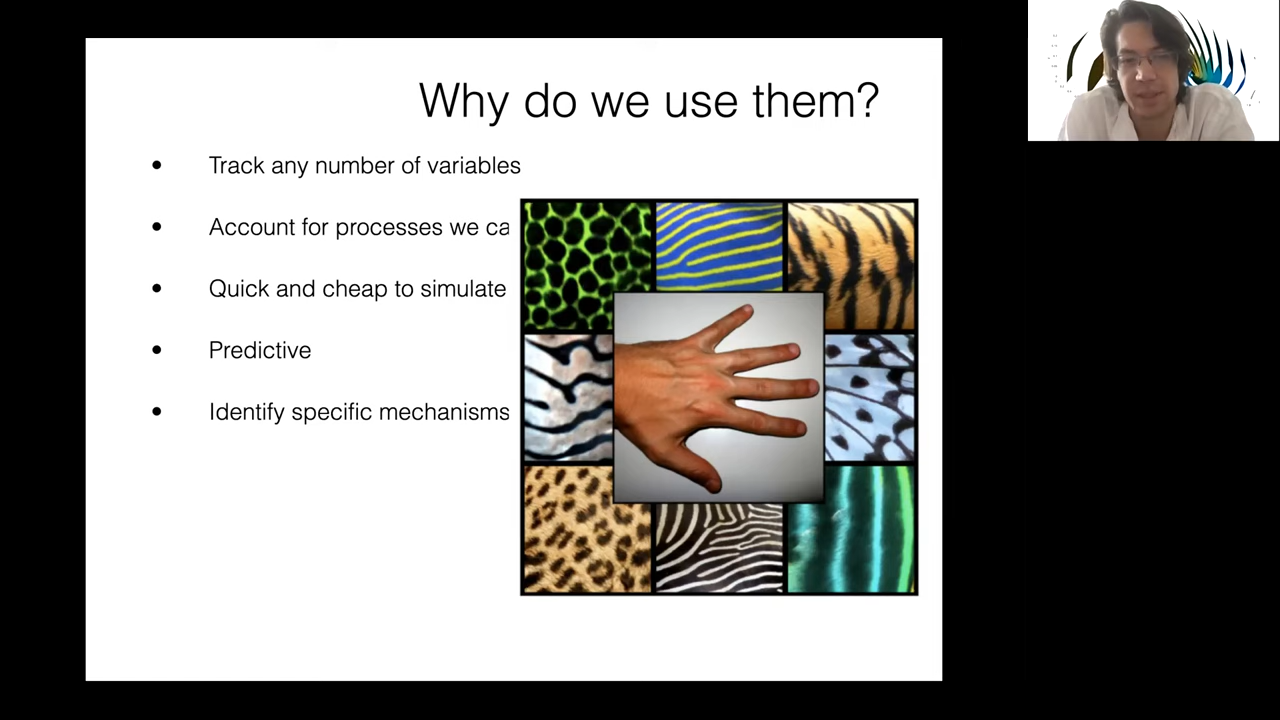 Why do we use them?
• Track any number of variables
• Account for processes we ca
• Quick and cheap to simulate
• Predictive
• Identify specific mechanisms